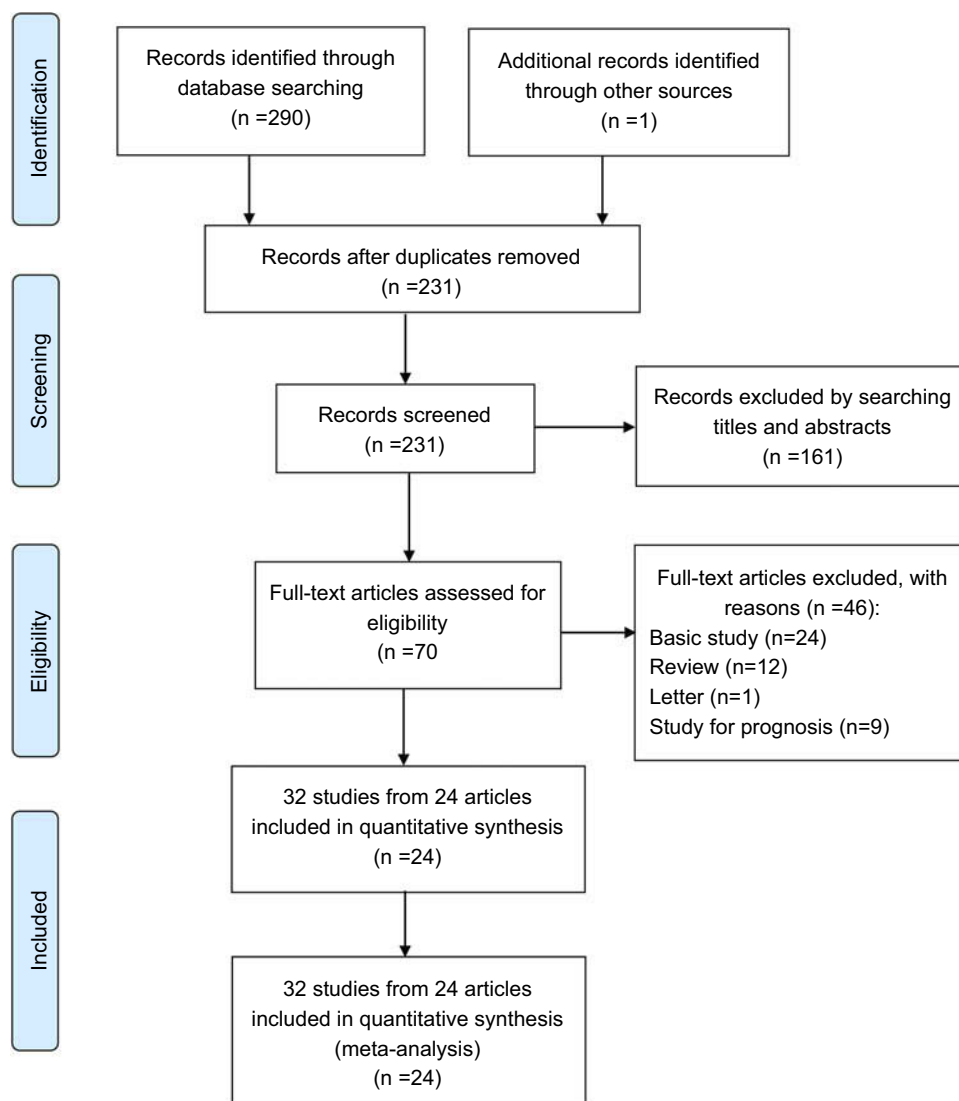 Identification
Records identified through
database searching
(n =290)
Additional records identified
through other sources
(n =1)
Records after duplicates removed
(n =231)
Screening
Records screened
(n =231)
Records excluded by searching
titles and abstracts
(n =161)
Eligibility
Full-text articles assessed for
eligibility
(n =70
Full-text articles excluded, with
reasons (n =46):
Basic study (n=24)
Review (n=12)
Letter (n=1)
Study for prognosis (n=9)
Included
32 studies from 24 articles
included in quantitative synthesis
(n =24)
32 studies from 24 articles
included in quantitative synthesis
(meta-analysis)
(n =24)